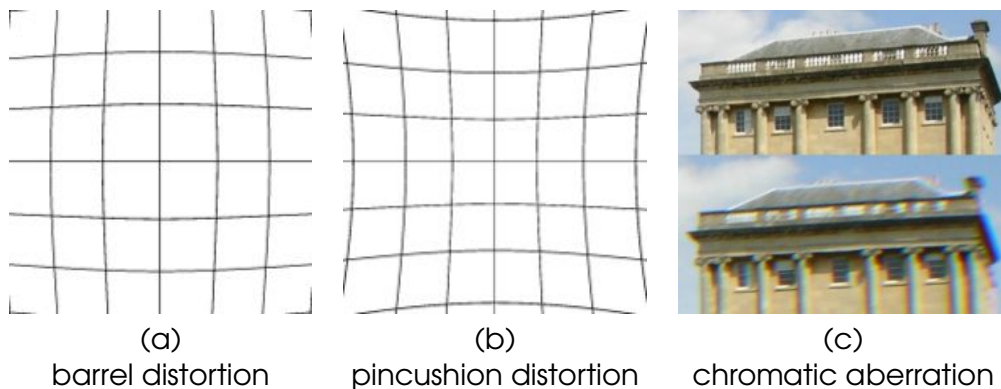 (a)
barrel distortion
(b)
pincushion distortion
(c)
chromatic aberration